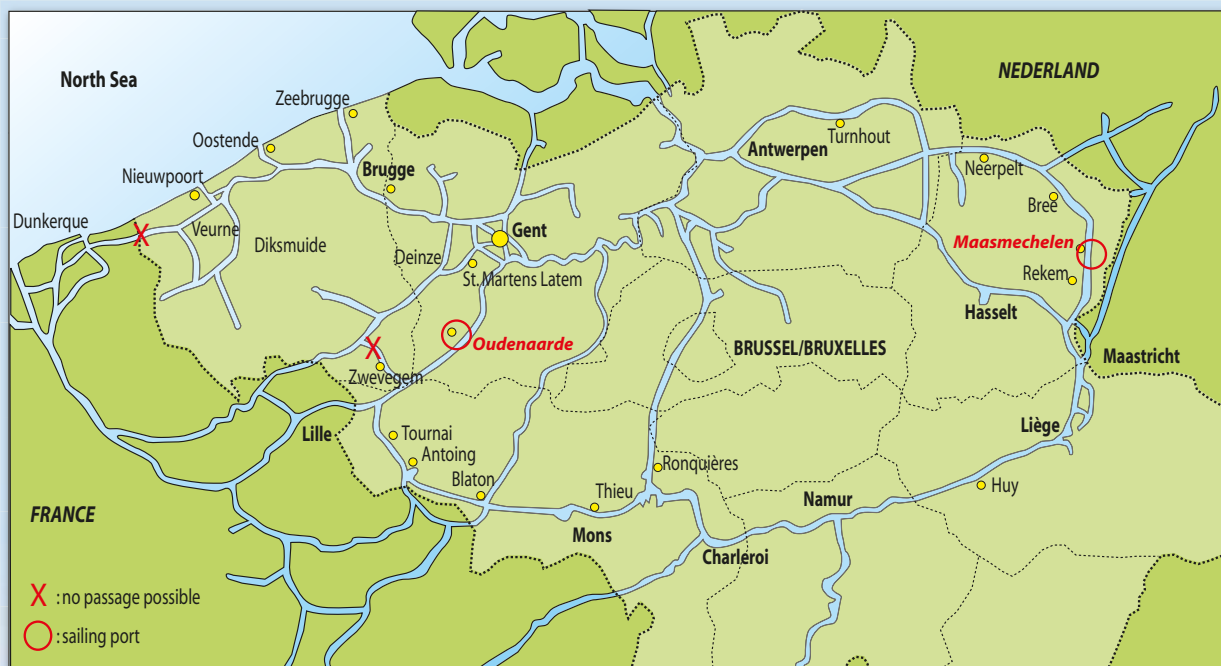 North Sea
NEDERLAND
Zeebrugge
Turnhout
Oostende
Antwerpen
Neerpelt
Brugge
Nieuwpoort
Bree
Dunkerque
Veurne
Diksmuide
Gent
Maasmechelen
Deinze
St. Martens Latem
Rekem
Hasselt
Oudenaarde
BRUSSEL/BRUXELLES
Maastricht
Zwevegem
Liège
Lille
Tournai
Antoing
Ronquières
Blaton
Thieu
Huy
Namur
FRANCE
Mons
Charleroi
X : no passage possible
: sailing port